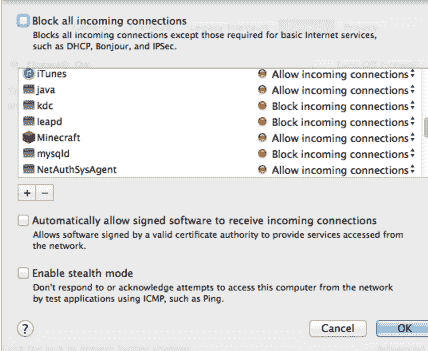 Block all incoming connections
Blocks all incoming connections except those required for basic Internet services,
such as DHCP, Bonjour, and IPSec.
iTunes Allow incoming connections
java Allow incoming connections
kdc Block incoming connections
leapd Block incoming connections
Minecraft Allow incoming connections
mysqld Block incoming connections
NetAuthSysAgent Allow incoming connections
+ −
Automatically allow signed software to receive incoming connections
Allows software signed by a valid certificate authority to provide services accessed from
the network.
Enable stealth mode
Don't respond to or acknowledge attempts to access this computer from the network
by test applications using ICMP, such as Ping.
? Cancel OK